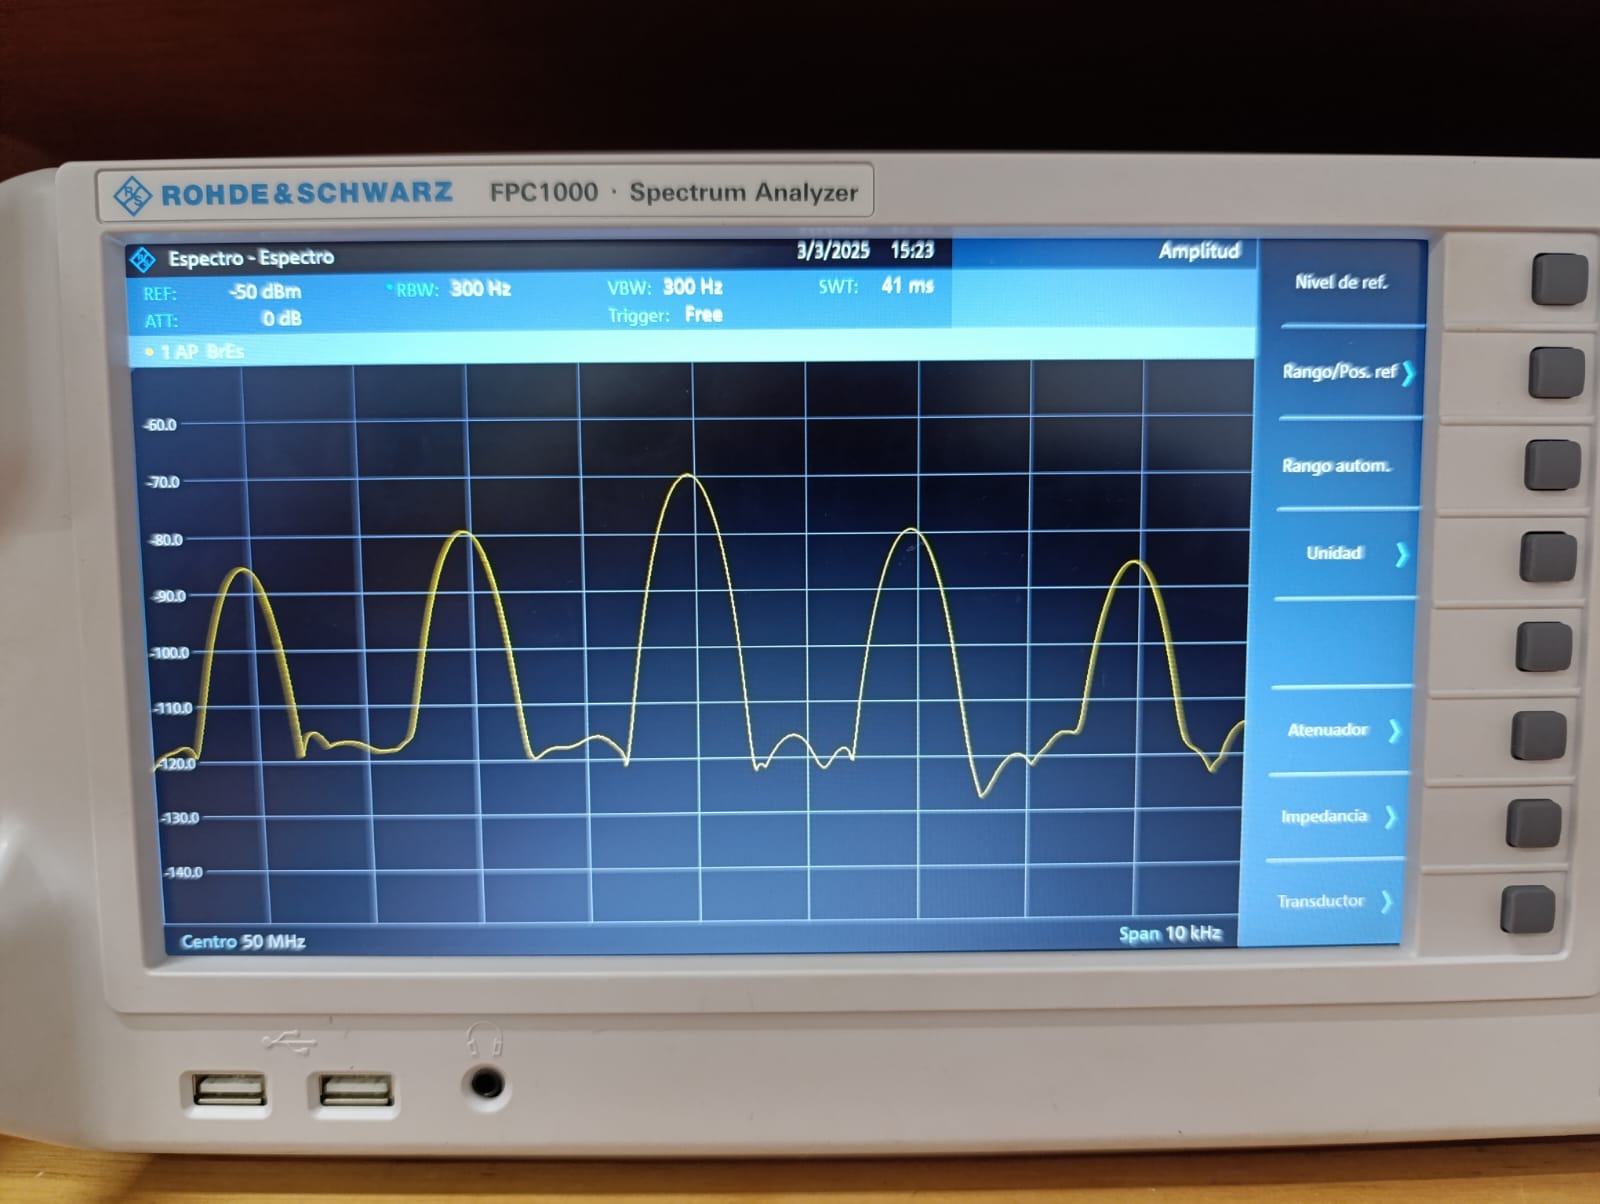 ROHDE&SCHWARZ FPC1000 · Spectrum Analyzer
Espectro - Espectro 3/3/2025 15:23 Amplitud
REF: -50 dBm *RBW: 300 Hz VBW: 300 Hz SWT: 41 ms
ATT: 0 dB Trigger: Free
• 1 AP BrEs
-60.0
-70.0
-80.0
-90.0
-100.0
-110.0
-120.0
-130.0
-140.0
Centro 50 MHz Span 10 kHz
Nivel de ref.
Rango/Pos. ref
Rango autom.
Unidad
Atenuador
Impedancia
Transductor